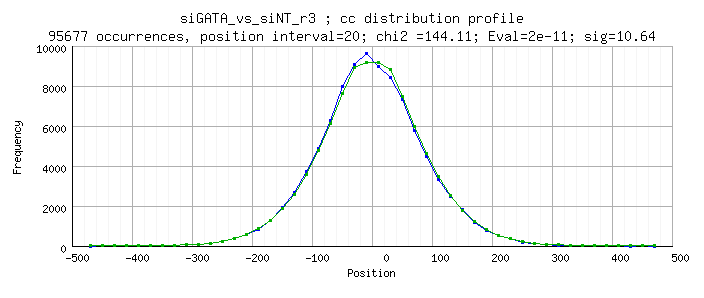 siGATA_vs_siNT_r3 ; cc distribution profile
95677 occurrences, position interval=20; chi2 =144.11; Eval=2e-11; sig=10.64
10000
8000
6000
4000
2000
0
Frequency
-500 -400 -300 -200 -100 0 100 200 300 400 500
Position